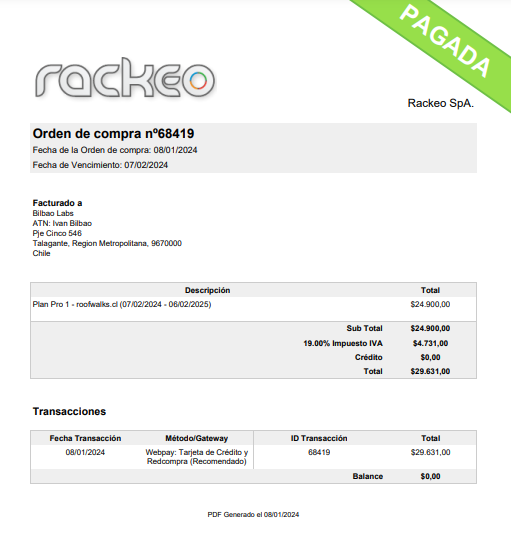 PAGADA
rackeo
Rackeo SpA.
Orden de compra nº68419
Fecha de la Orden de compra: 08/01/2024
Fecha de Vencimiento: 07/02/2024
Facturado a
Bilbao Labs
ATN: Ivan Bilbao
Pje Cinco 546
Talagante, Region Metropolitana, 9670000
Chile
Descripción Total
Plan Pro 1 - roofwalks.cl (07/02/2024 - 06/02/2025) $24.900,00
Sub Total $24.900,00
19.00% Impuesto IVA $4.731,00
Crédito $0,00
Total $29.631,00
Transacciones
Fecha Transacción Método/Gateway ID Transacción Total
08/01/2024 Webpay: Tarjeta de Crédito y 68419 $29.631,00
Redcompra (Recomendado)
Balance $0,00
PDF Generado el 08/01/2024